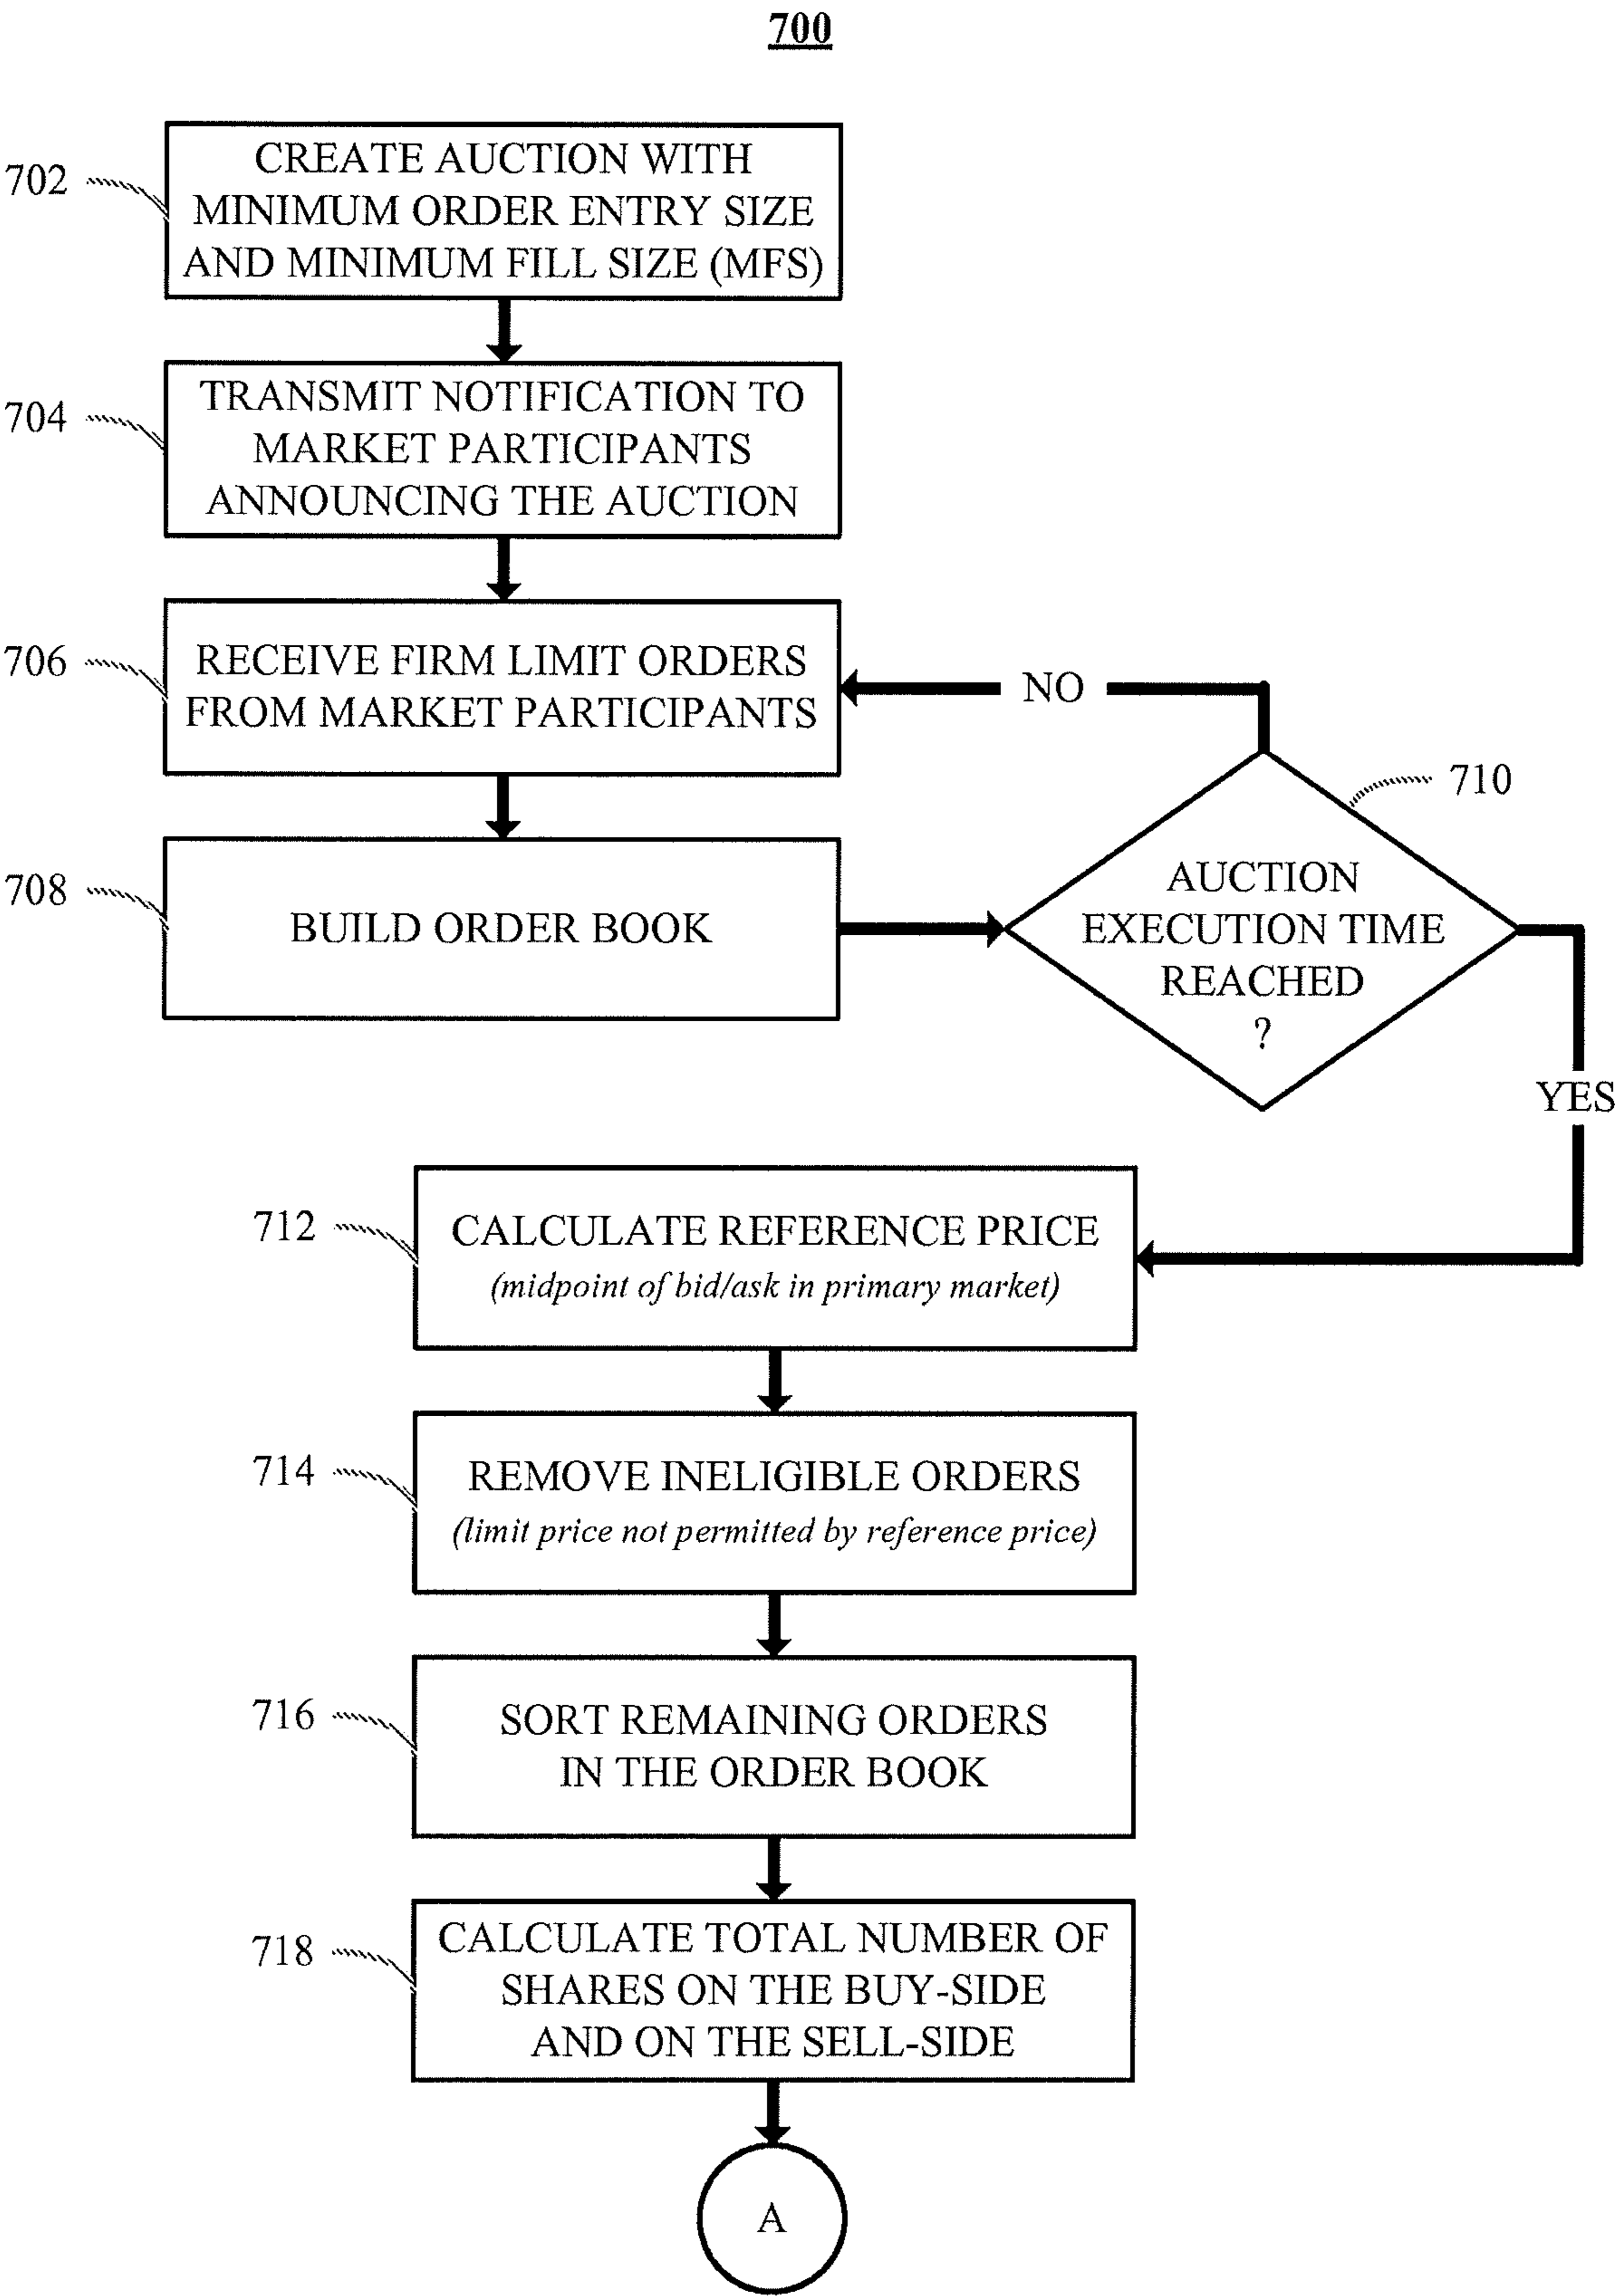 700
702
CREATE AUCTION WITH
MINIMUM ORDER ENTRY SIZE
AND MINIMUM FILL SIZE (MFS)
704
TRANSMIT NOTIFICATION TO
MARKET PARTICIPANTS
ANNOUNCING THE AUCTION
706
RECEIVE FIRM LIMIT ORDERS
FROM MARKET PARTICIPANTS
NO
708
BUILD ORDER BOOK
710
AUCTION
EXECUTION TIME
REACHED
?
YES
712
CALCULATE REFERENCE PRICE
(midpoint of bid/ask in primary market)
714
REMOVE INELIGIBLE ORDERS
(limit price not permitted by reference price)
716
SORT REMAINING ORDERS
IN THE ORDER BOOK
718
CALCULATE TOTAL NUMBER OF
SHARES ON THE BUY-SIDE
AND ON THE SELL-SIDE
A